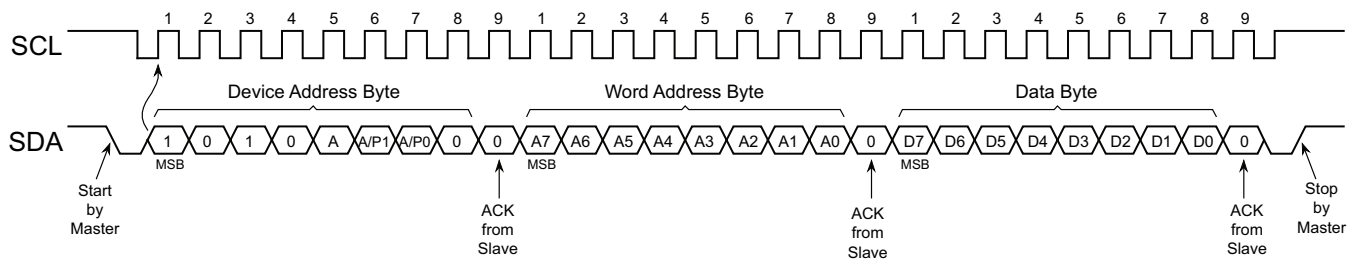 1 2 3 4 5 6 7 8 9 1 2 3 4 5 6 7 8 9 1 2 3 4 5 6 7 8 9
SCL
Device Address Byte Word Address Byte Data Byte
SDA 1 0 1 0 A A/P1 A/P0 0 0 A7 A6 A5 A4 A3 A2 A1 A0 0 D7 D6 D5 D4 D3 D2 D1 D0 0
MSB MSB MSB
Start
by
Master
ACK
from
Slave
ACK
from
Slave
ACK
from
Slave
Stop
by
Master